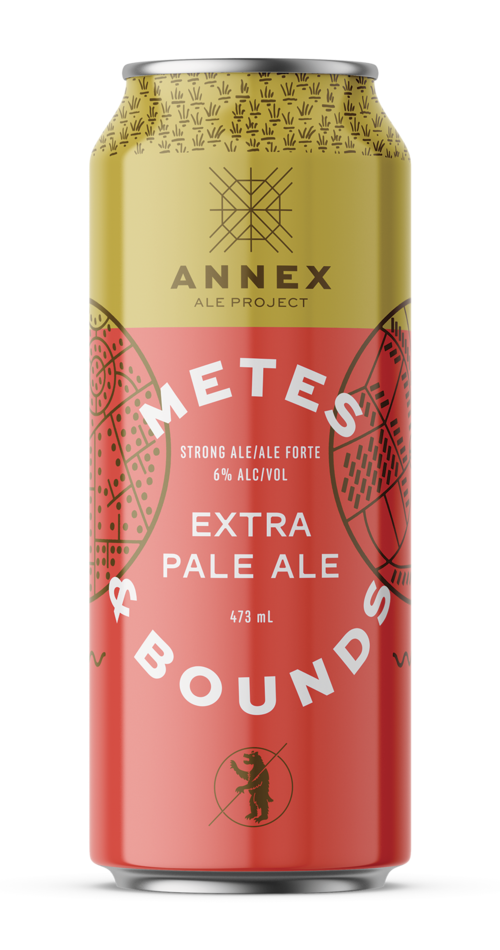 ANNEX
ALE PROJECT
METES
STRONG ALE/ALE FORTE
6% ALC/VOL
EXTRA
PALE ALE
473 mL
& BOUNDS